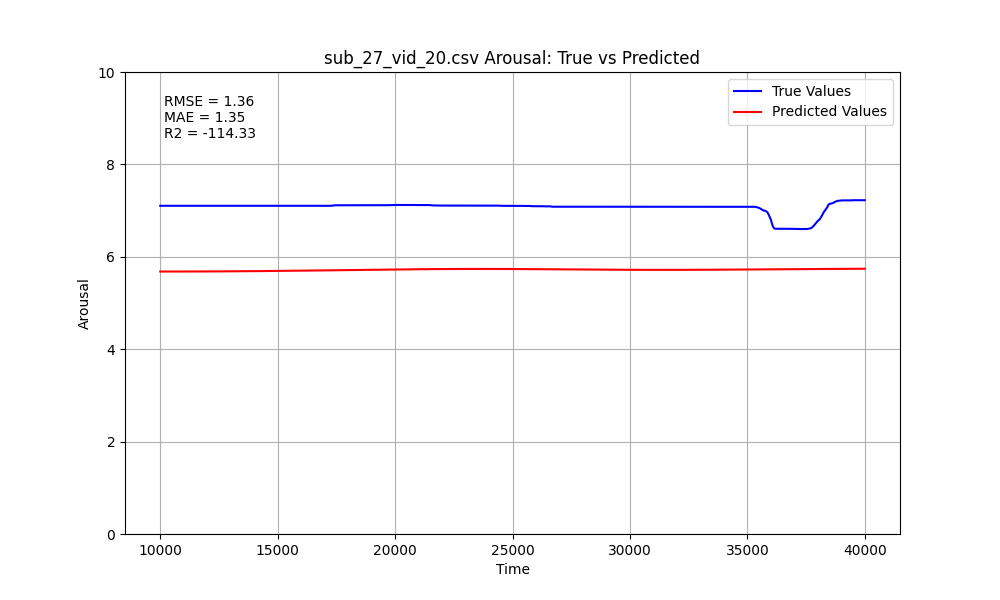 sub_27_vid_20.csv Arousal: True vs Predicted
10
8
6
4
2
0
Arousal
RMSE = 1.36
MAE = 1.35
R2 = -114.33
True Values
Predicted Values
10000 15000 20000 25000 30000 35000 40000
Time